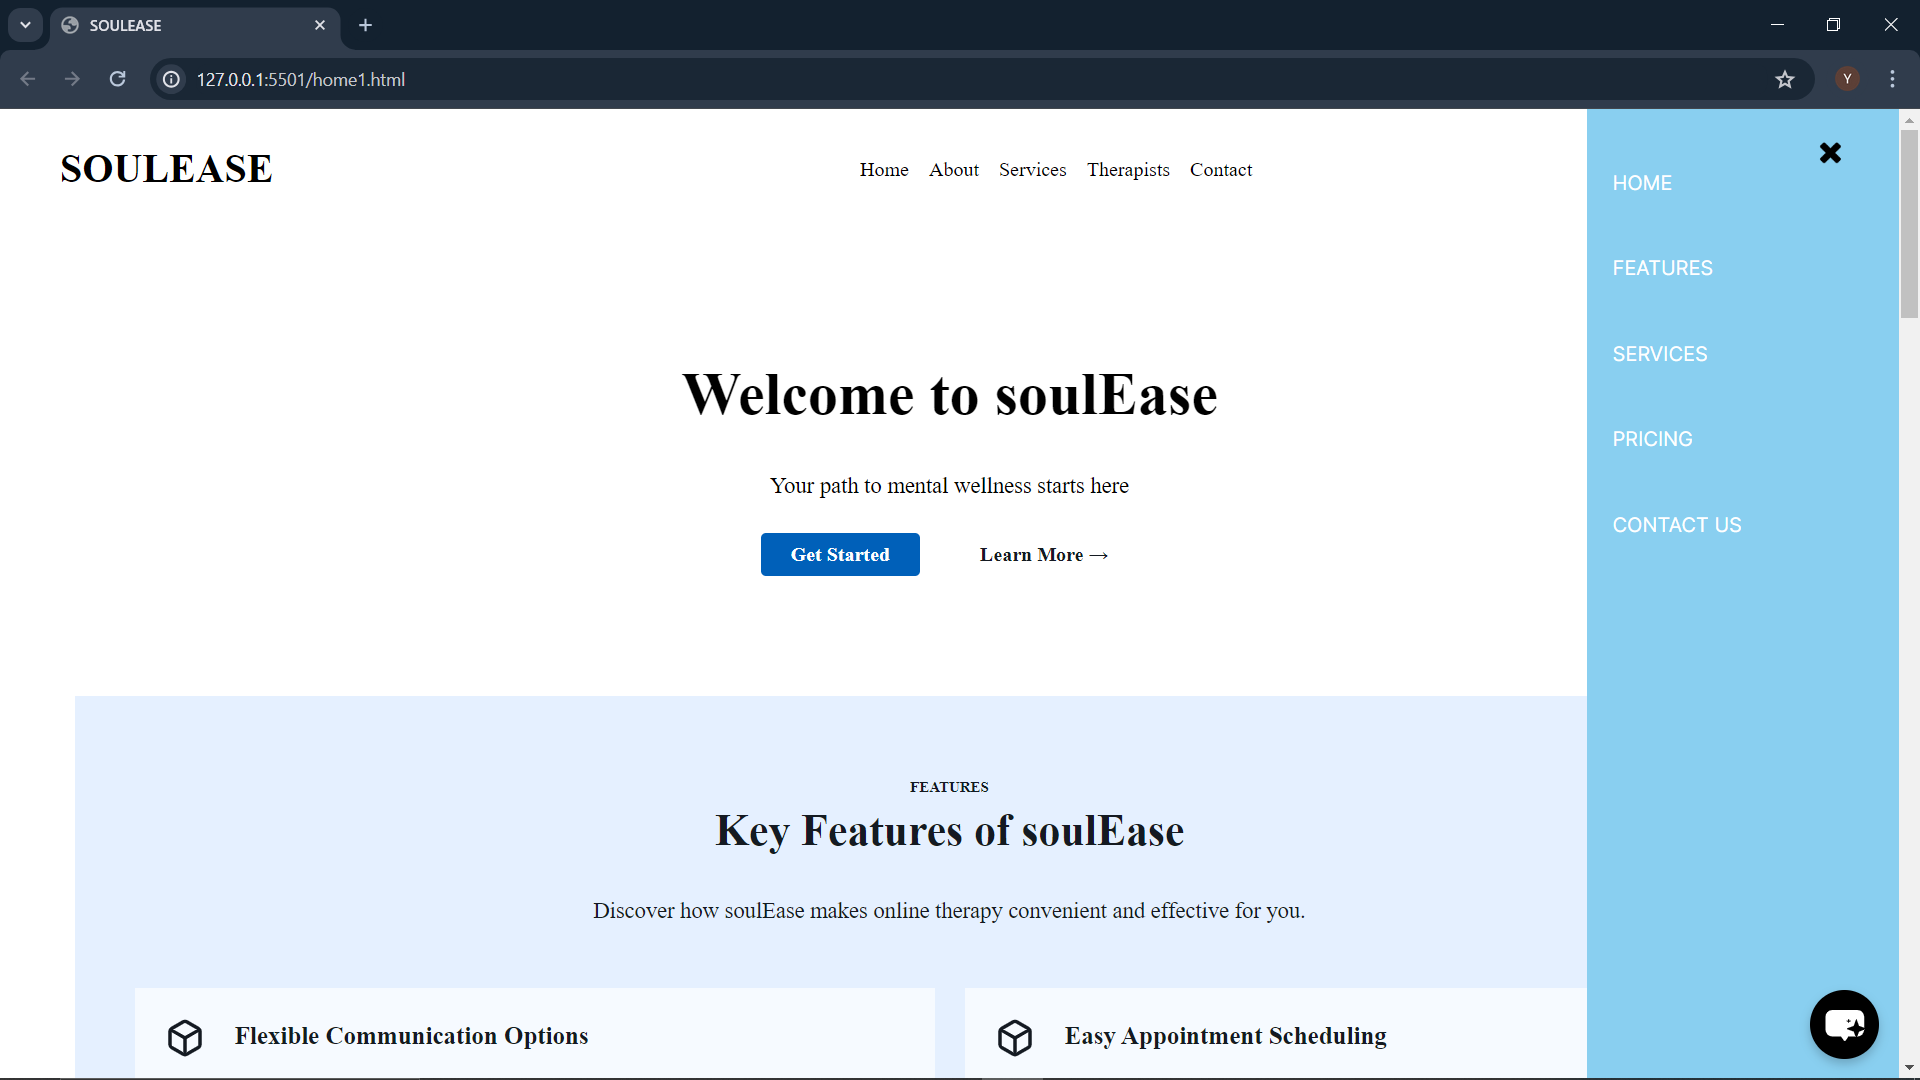 SOULEASE
127.0.0.1:5501/home1.html
Y
SOULEASE
Home About Services Therapists Contact
HOME
FEATURES
SERVICES
PRICING
CONTACT US
Welcome to soulEase
Your path to mental wellness starts here
Get Started
Learn More →
FEATURES
Key Features of soulEase
Discover how soulEase makes online therapy convenient and effective for you.
Flexible Communication Options
Easy Appointment Scheduling